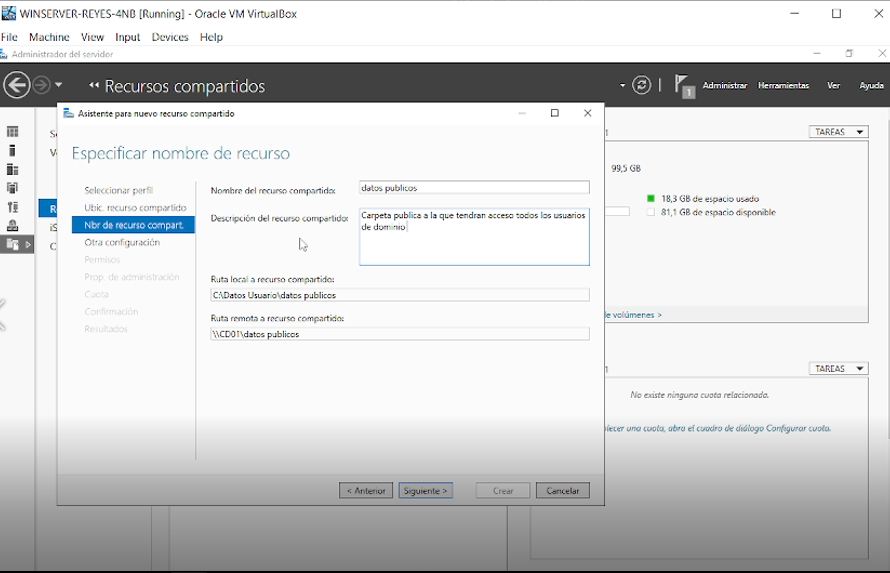 WINSERVER-REYES-4NB [Running] - Oracle VM VirtualBox
File Machine View Input Devices Help
Administrador del servidor
Recursos compartidos
1
Administrar Herramientas Ver Ayuda
Asistente para nuevo recurso compartido
Especificar nombre de recurso
Seleccionar perfil
Ubic. recurso compartido
Nbr de recurso compart.
Otra configuración
Permisos
Prop. de administración
Cuota
Confirmación
Resultados
Nombre del recurso compartido:
datos publicos
Descripción del recurso compartido:
Carpeta publica a la que tendran acceso todos los usuarios
de dominio
Ruta local a recurso compartido:
C:\Datos Usuario\datos publicos
Ruta remota a recurso compartido:
\\CD01\datos publicos
< Anterior Siguiente > Crear Cancelar
TAREAS
99,5 GB
18,3 GB de espacio usado
81,1 GB de espacio disponible
de volúmenes >
TAREAS
No existe ninguna cuota relacionada.
una cuota, abra el cuadro de diálogo Configurar cuota.